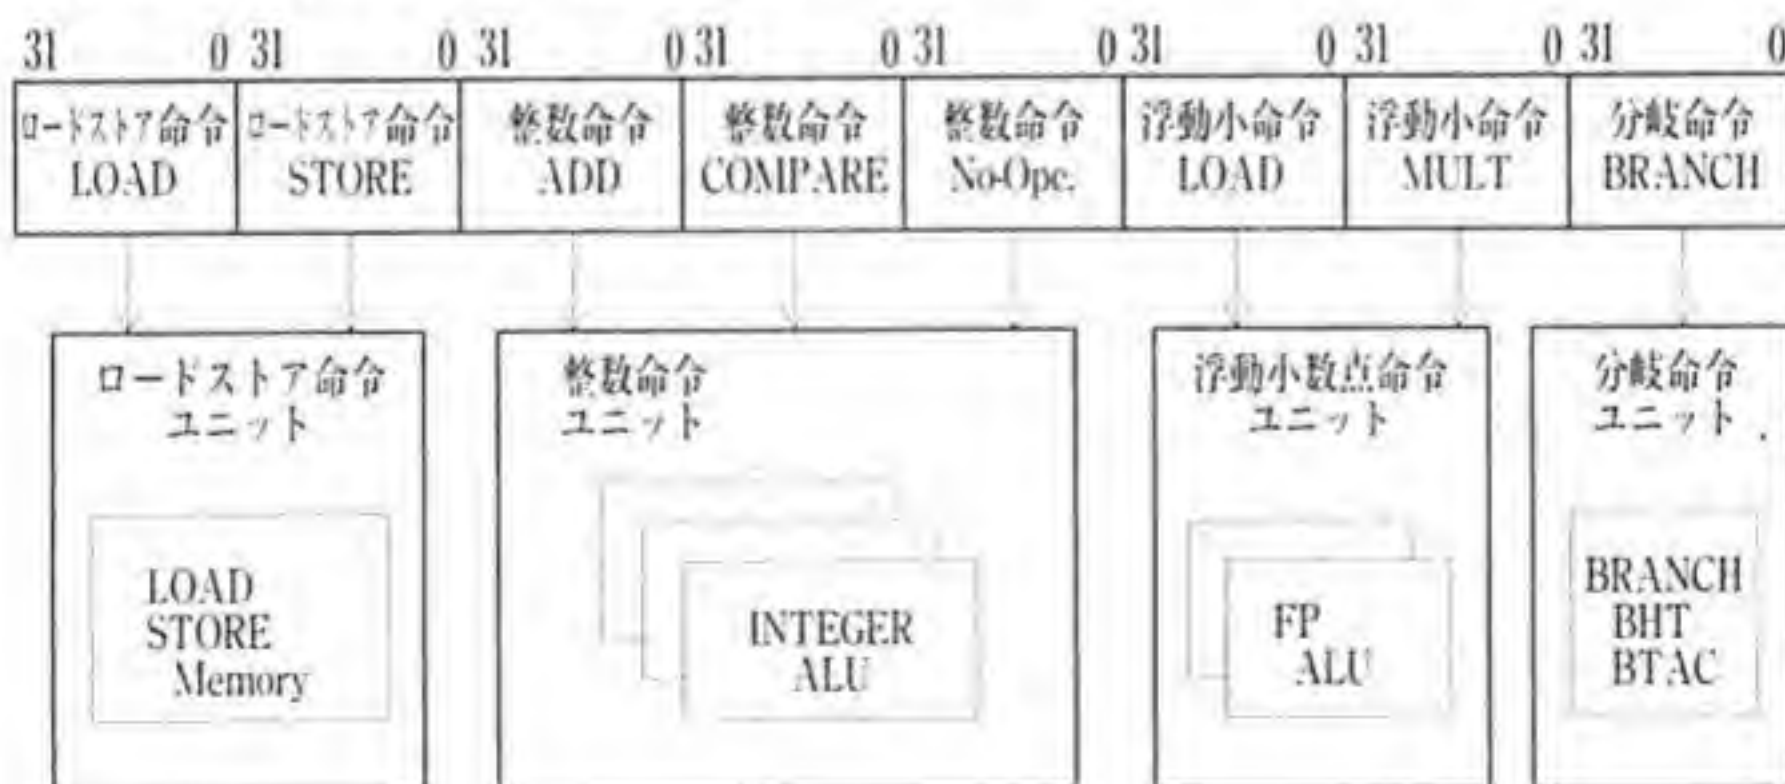 31 0 31 0 31 0 31 0 31 0 31 0 31 0 31 0
ロードストア命令 ロードストア命令 整数命令 整数命令 整数命令 浮動小命令 浮動小命令 分岐命令
LOAD STORE ADD COMPARE No-Ope. LOAD MULT BRANCH
ロードストア命令
ユニット
整数命令
ユニット
浮動小数点命令
ユニット
分岐命令
ユニット
LOAD
STORE
Memory
INTEGER
ALU
FP
ALU
BRANCH
BHT
BTAC